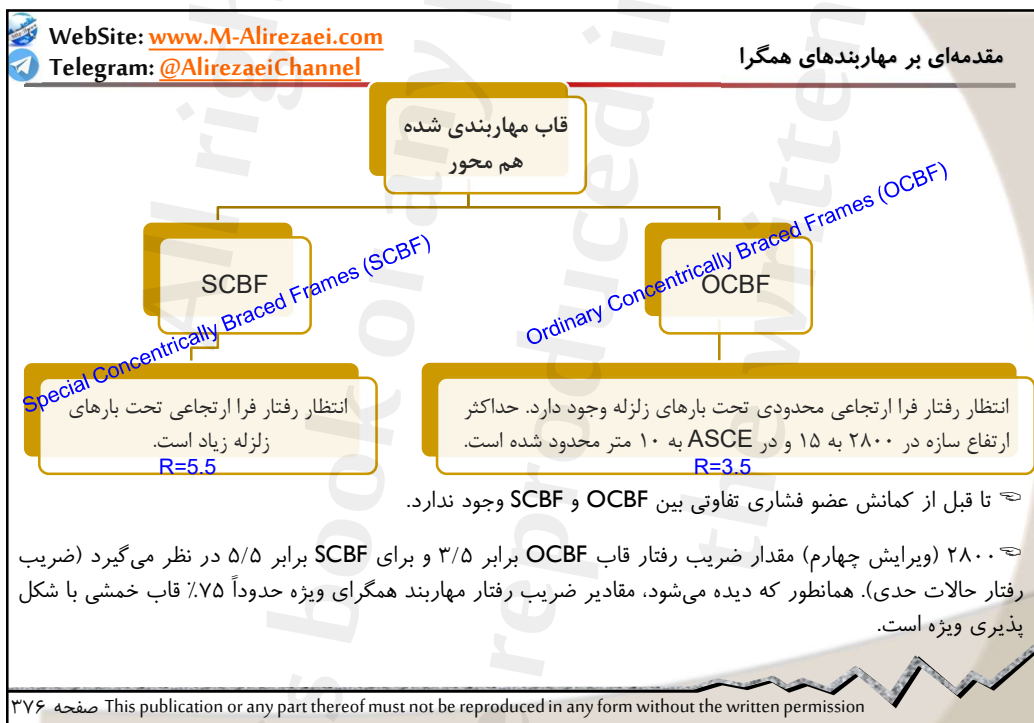 WebSite: www.M-Alirezaei.com
Telegram: @AlirezaeiChannel
مقدمه‌ای بر مهاربندهای همگرا
قاب مهاربندی شده
هم محور
SCBF
Special Concentrically Braced Frames (SCBF)
OCBF
Ordinary Concentrically Braced Frames (OCBF)
انتظار رفتار فرا ارتجاعی تحت بارهای
زلزله زیاد است.
R=5.5
انتظار رفتار فرا ارتجاعی محدودی تحت بارهای زلزله وجود دارد. حداکثر
ارتفاع سازه در ۲۸۰۰ به ۱۵ و در ASCE به ۱۰ متر محدود شده است.
R=3.5
☜ تا قبل از کمانش عضو فشاری تفاوتی بین OCBF و SCBF وجود ندارد.
☜ ۲۸۰۰ (ویرایش چهارم) مقدار ضریب رفتار قاب OCBF برابر ۳/۵ و برای SCBF برابر ۵/۵ در نظر می‌گیرد (ضریب
رفتار حالات حدی). همانطور که دیده می‌شود، مقادیر ضریب رفتار مهاربند همگرای ویژه حدوداً ۷۵٪ قاب خمشی با شکل
پذیری ویژه است.
صفحه ۳۷۶ This publication or any part thereof must not be reproduced in any form without the written permission